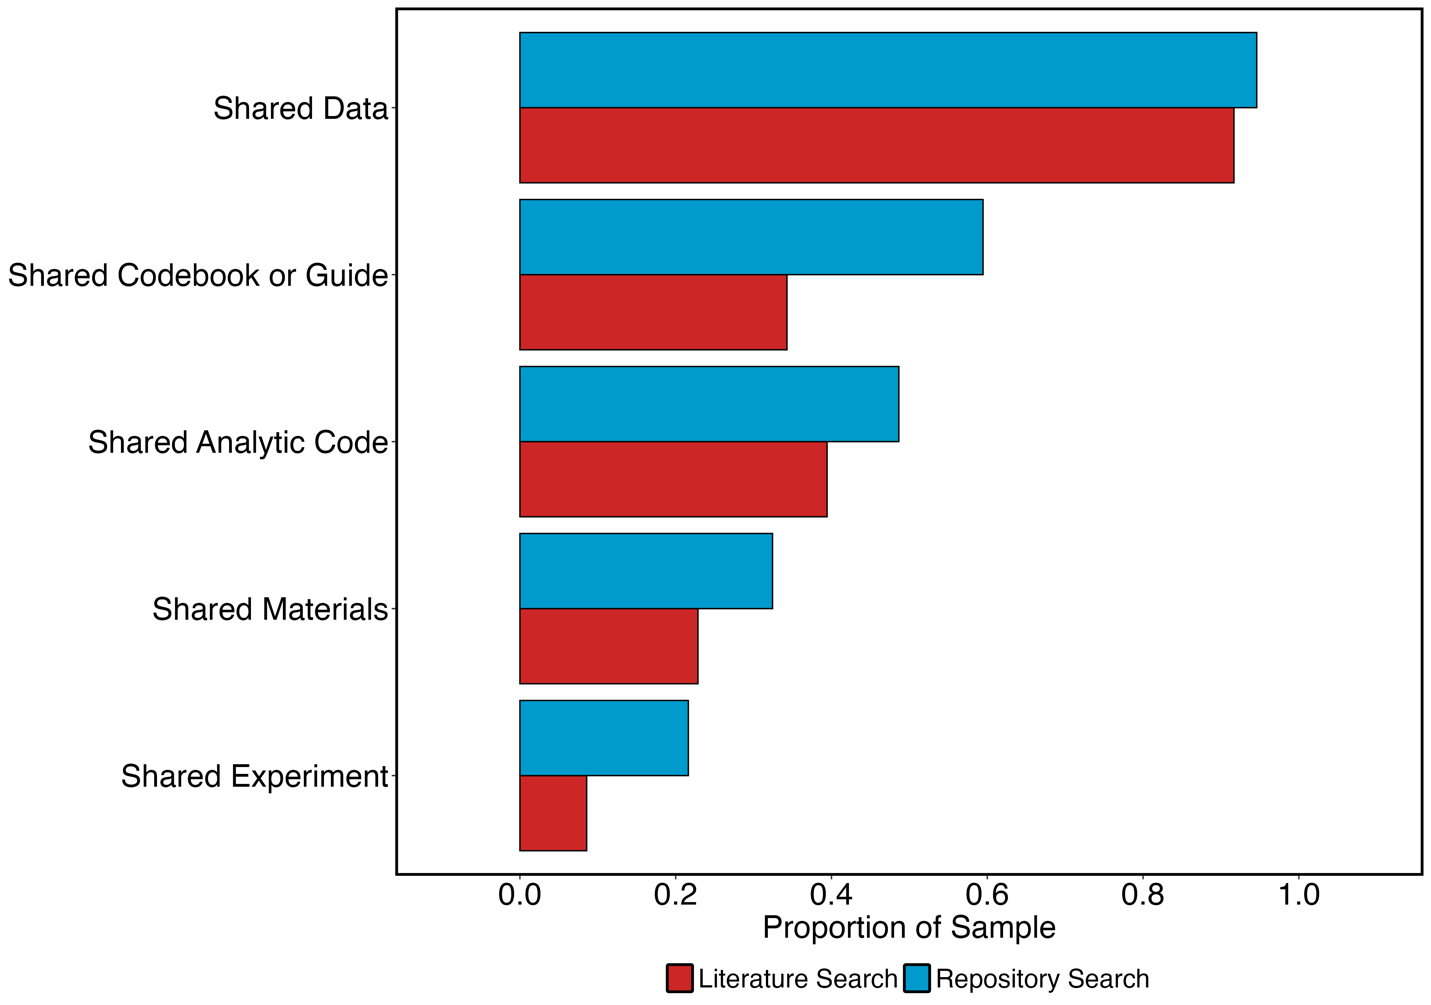 Shared Data
Shared Codebook or Guide
Shared Analytic Code
Shared Materials
Shared Experiment
0.0 0.2 0.4 0.6 0.8 1.0
Proportion of Sample
Literature Search Repository Search